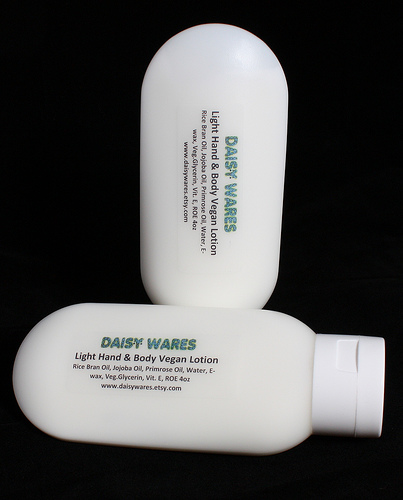 DAISY WARES
Light Hand & Body Vegan Lotion
Rice Bran Oil, Jojoba Oil, Primrose Oil, Water, E-
wax, Veg.Glycerin, Vit. E, ROE 4oz
www.daisywares.etsy.com
DAISY WARES
Light Hand & Body Vegan Lotion
Rice Bran Oil, Jojoba Oil, Primrose Oil, Water, E-
wax, Veg.Glycerin, Vit. E, ROE 4oz
www.daisywares.etsy.com